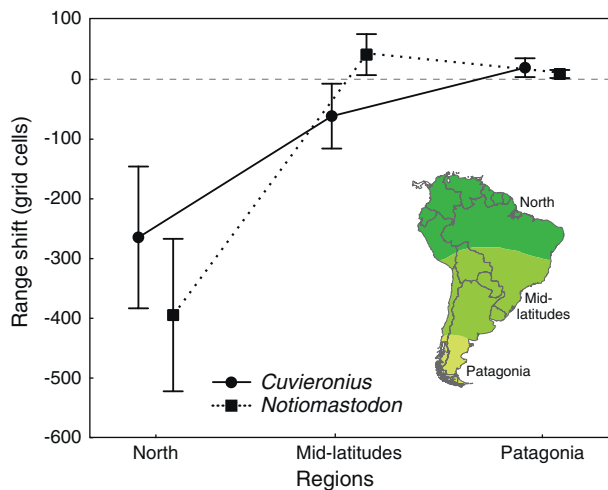 Range shift (grid cells)
100
0
-100
-200
-300
-400
-500
-600
North
Mid-
latitudes
Patagonia
Cuvieronius
Notiomastodon
North
Mid-latitudes
Patagonia
Regions